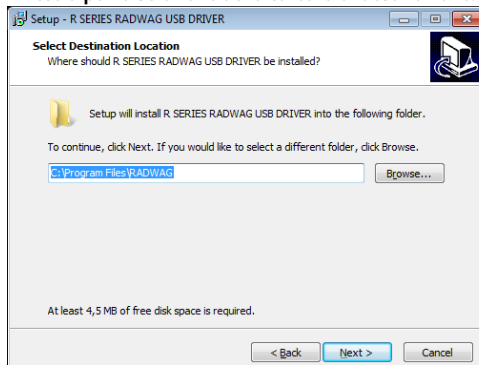 Setup - R SERIES RADWAG USB DRIVER
Select Destination Location
Where should R SERIES RADWAG USB DRIVER be installed?
Setup will install R SERIES RADWAG USB DRIVER into the following folder.
To continue, click Next. If you would like to select a different folder, click Browse.
C:\Program Files\RADWAG
Browse...
At least 4,5 MB of free disk space is required.
< Back
Next >
Cancel